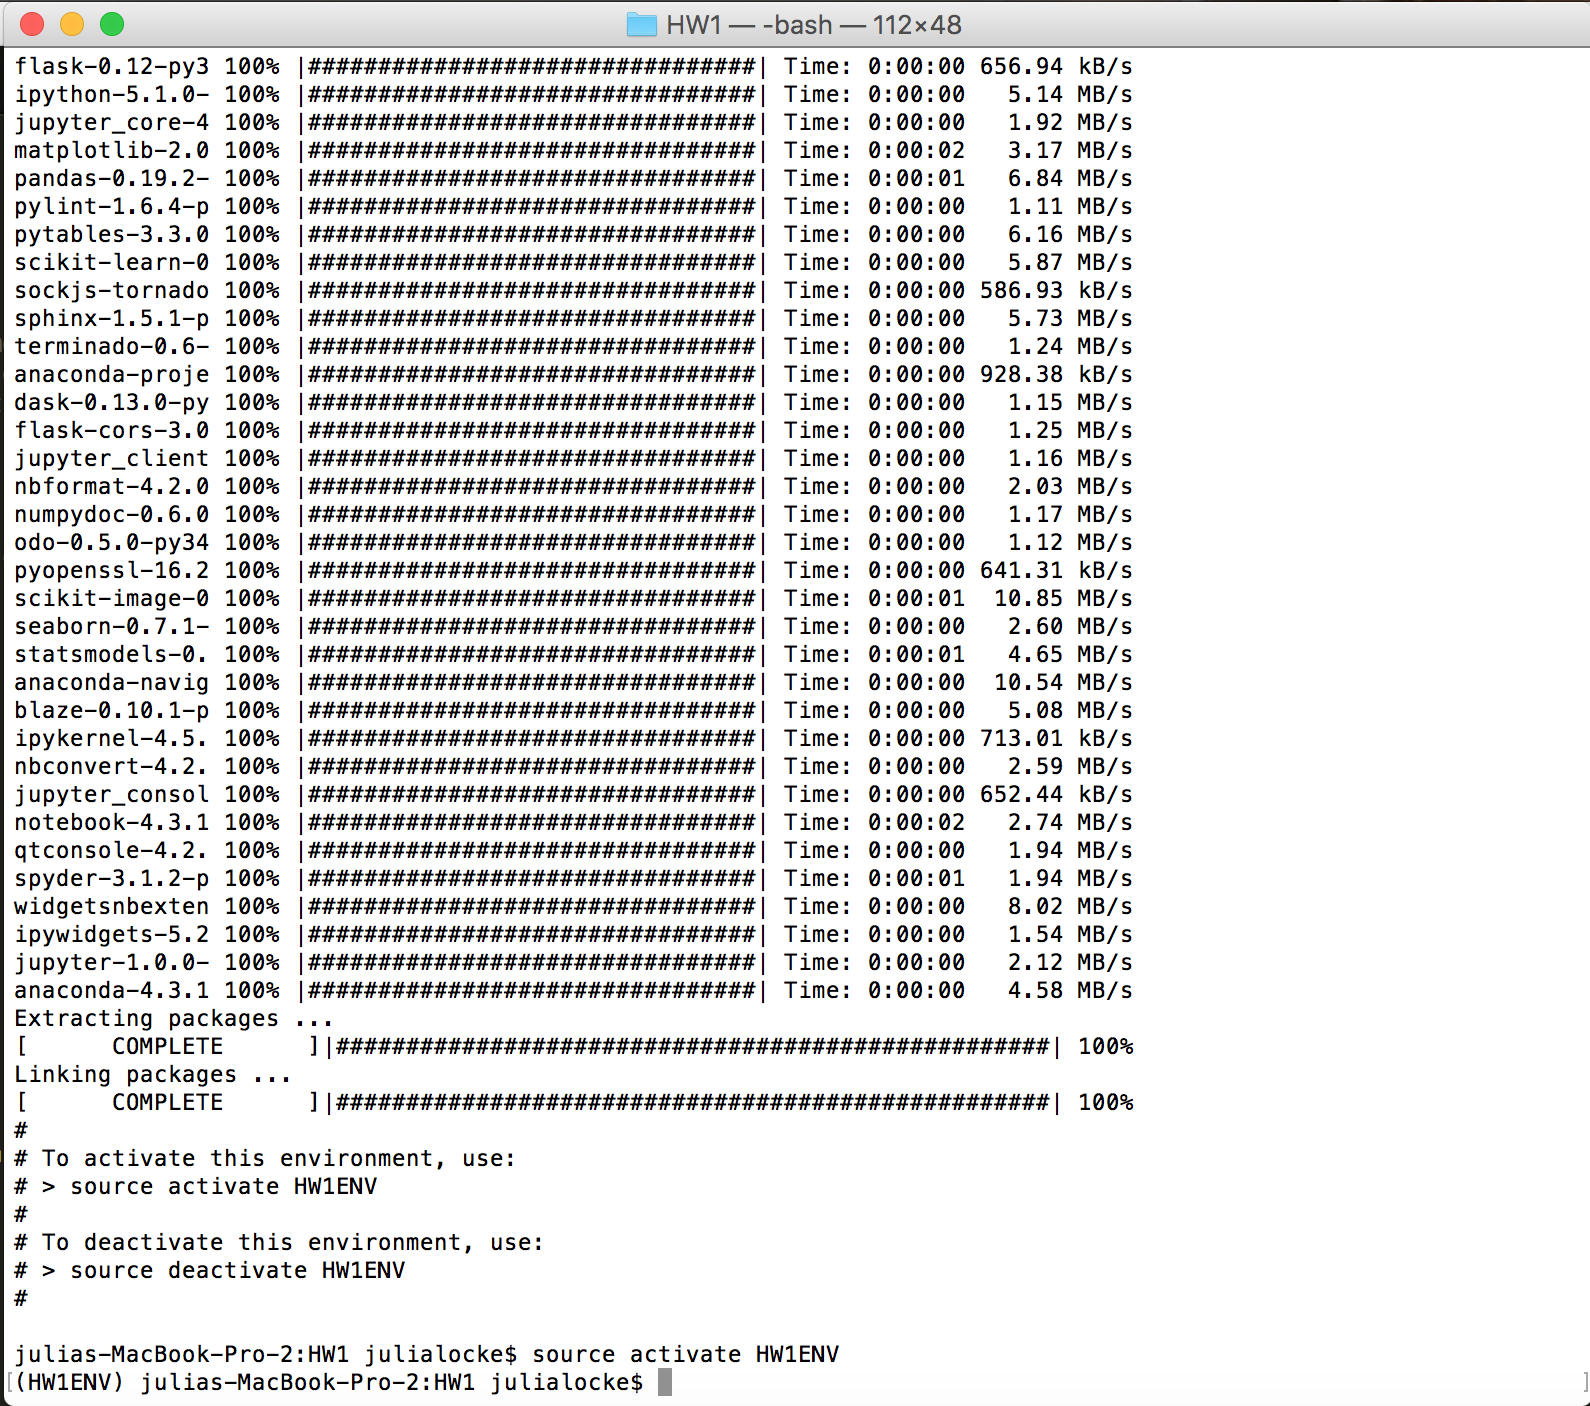 HW1 — -bash — 112×48
flask-0.12-py3 100% |################################| Time: 0:00:00 656.94 kB/s
ipython-5.1.0- 100% |################################| Time: 0:00:00   5.14 MB/s
jupyter_core-4 100% |################################| Time: 0:00:00   1.92 MB/s
matplotlib-2.0 100% |################################| Time: 0:00:02   3.17 MB/s
pandas-0.19.2- 100% |################################| Time: 0:00:01   6.84 MB/s
pylint-1.6.4-p 100% |################################| Time: 0:00:00   1.11 MB/s
pytables-3.3.0 100% |################################| Time: 0:00:00   6.16 MB/s
scikit-learn-0 100% |################################| Time: 0:00:00   5.87 MB/s
sockjs-tornado 100% |################################| Time: 0:00:00 586.93 kB/s
sphinx-1.5.1-p 100% |################################| Time: 0:00:00   5.73 MB/s
terminado-0.6- 100% |################################| Time: 0:00:00   1.24 MB/s
anaconda-proje 100% |################################| Time: 0:00:00 928.38 kB/s
dask-0.13.0-py 100% |################################| Time: 0:00:00   1.15 MB/s
flask-cors-3.0 100% |################################| Time: 0:00:00   1.25 MB/s
jupyter_client 100% |################################| Time: 0:00:00   1.16 MB/s
nbformat-4.2.0 100% |################################| Time: 0:00:00   2.03 MB/s
numpydoc-0.6.0 100% |################################| Time: 0:00:00   1.17 MB/s
odo-0.5.0-py34 100% |################################| Time: 0:00:00   1.12 MB/s
pyopenssl-16.2 100% |################################| Time: 0:00:00 641.31 kB/s
scikit-image-0 100% |################################| Time: 0:00:01  10.85 MB/s
seaborn-0.7.1- 100% |################################| Time: 0:00:00   2.60 MB/s
statsmodels-0. 100% |################################| Time: 0:00:01   4.65 MB/s
anaconda-navig 100% |################################| Time: 0:00:00  10.54 MB/s
blaze-0.10.1-p 100% |################################| Time: 0:00:00   5.08 MB/s
ipykernel-4.5. 100% |################################| Time: 0:00:00 713.01 kB/s
nbconvert-4.2. 100% |################################| Time: 0:00:00   2.59 MB/s
jupyter_consol 100% |################################| Time: 0:00:00 652.44 kB/s
notebook-4.3.1 100% |################################| Time: 0:00:02   2.74 MB/s
qtconsole-4.2. 100% |################################| Time: 0:00:00   1.94 MB/s
spyder-3.1.2-p 100% |################################| Time: 0:00:01   1.94 MB/s
widgetsnbexten 100% |################################| Time: 0:00:00   8.02 MB/s
ipywidgets-5.2 100% |################################| Time: 0:00:00   1.54 MB/s
jupyter-1.0.0- 100% |################################| Time: 0:00:00   2.12 MB/s
anaconda-4.3.1 100% |################################| Time: 0:00:00   4.58 MB/s
Extracting packages ...
[      COMPLETE      ]|###################################################| 100%
Linking packages ...
[      COMPLETE      ]|###################################################| 100%
#
# To activate this environment, use:
# > source activate HW1ENV
#
# To deactivate this environment, use:
# > source deactivate HW1ENV
#
julias-MacBook-Pro-2:HW1 julialocke$ source activate HW1ENV
[(HW1ENV) julias-MacBook-Pro-2:HW1 julialocke$ ]